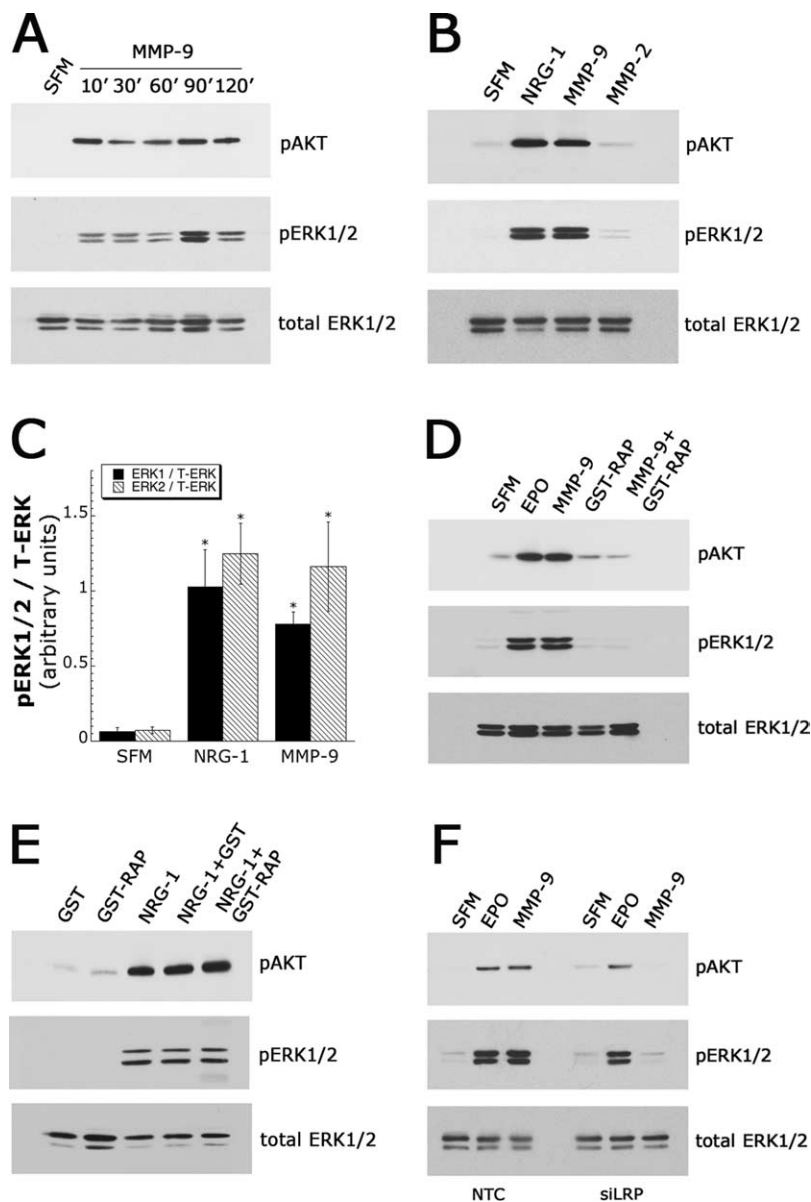 A
SFM
MMP-9
10’ 30’ 60’ 90’ 120’
pAKT
pERK1/2
total ERK1/2
B
SFM
NRG-1
MMP-9
MMP-2
pAKT
pERK1/2
total ERK1/2
C
ERK1 / T-ERK
ERK2 / T-ERK
pERK1/2 / T-ERK
(arbitrary units)
1.5
1
0.5
0
* * * *
SFM NRG-1 MMP-9
D
SFM
EPO
MMP-9
GST-RAP
MMP-9+
GST-RAP
pAKT
pERK1/2
total ERK1/2
E
GST
GST-RAP
NRG-1
NRG-1+GST
NRG-1+
GST-RAP
pAKT
pERK1/2
total ERK1/2
F
SFM
EPO
MMP-9
SFM
EPO
MMP-9
pAKT
pERK1/2
total ERK1/2
NTC siLRP